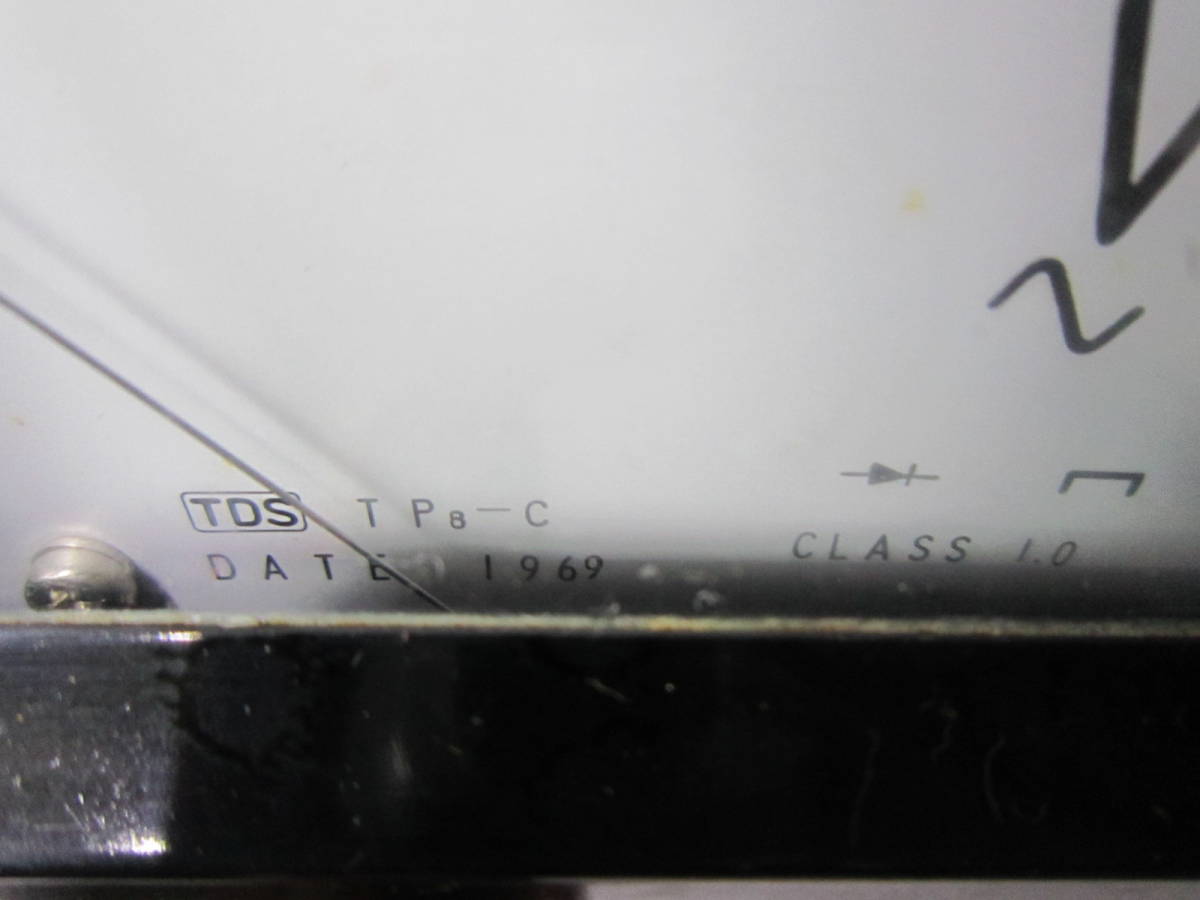 V
~
TDS TP8-C
CLASS 1.0
DATE 1969